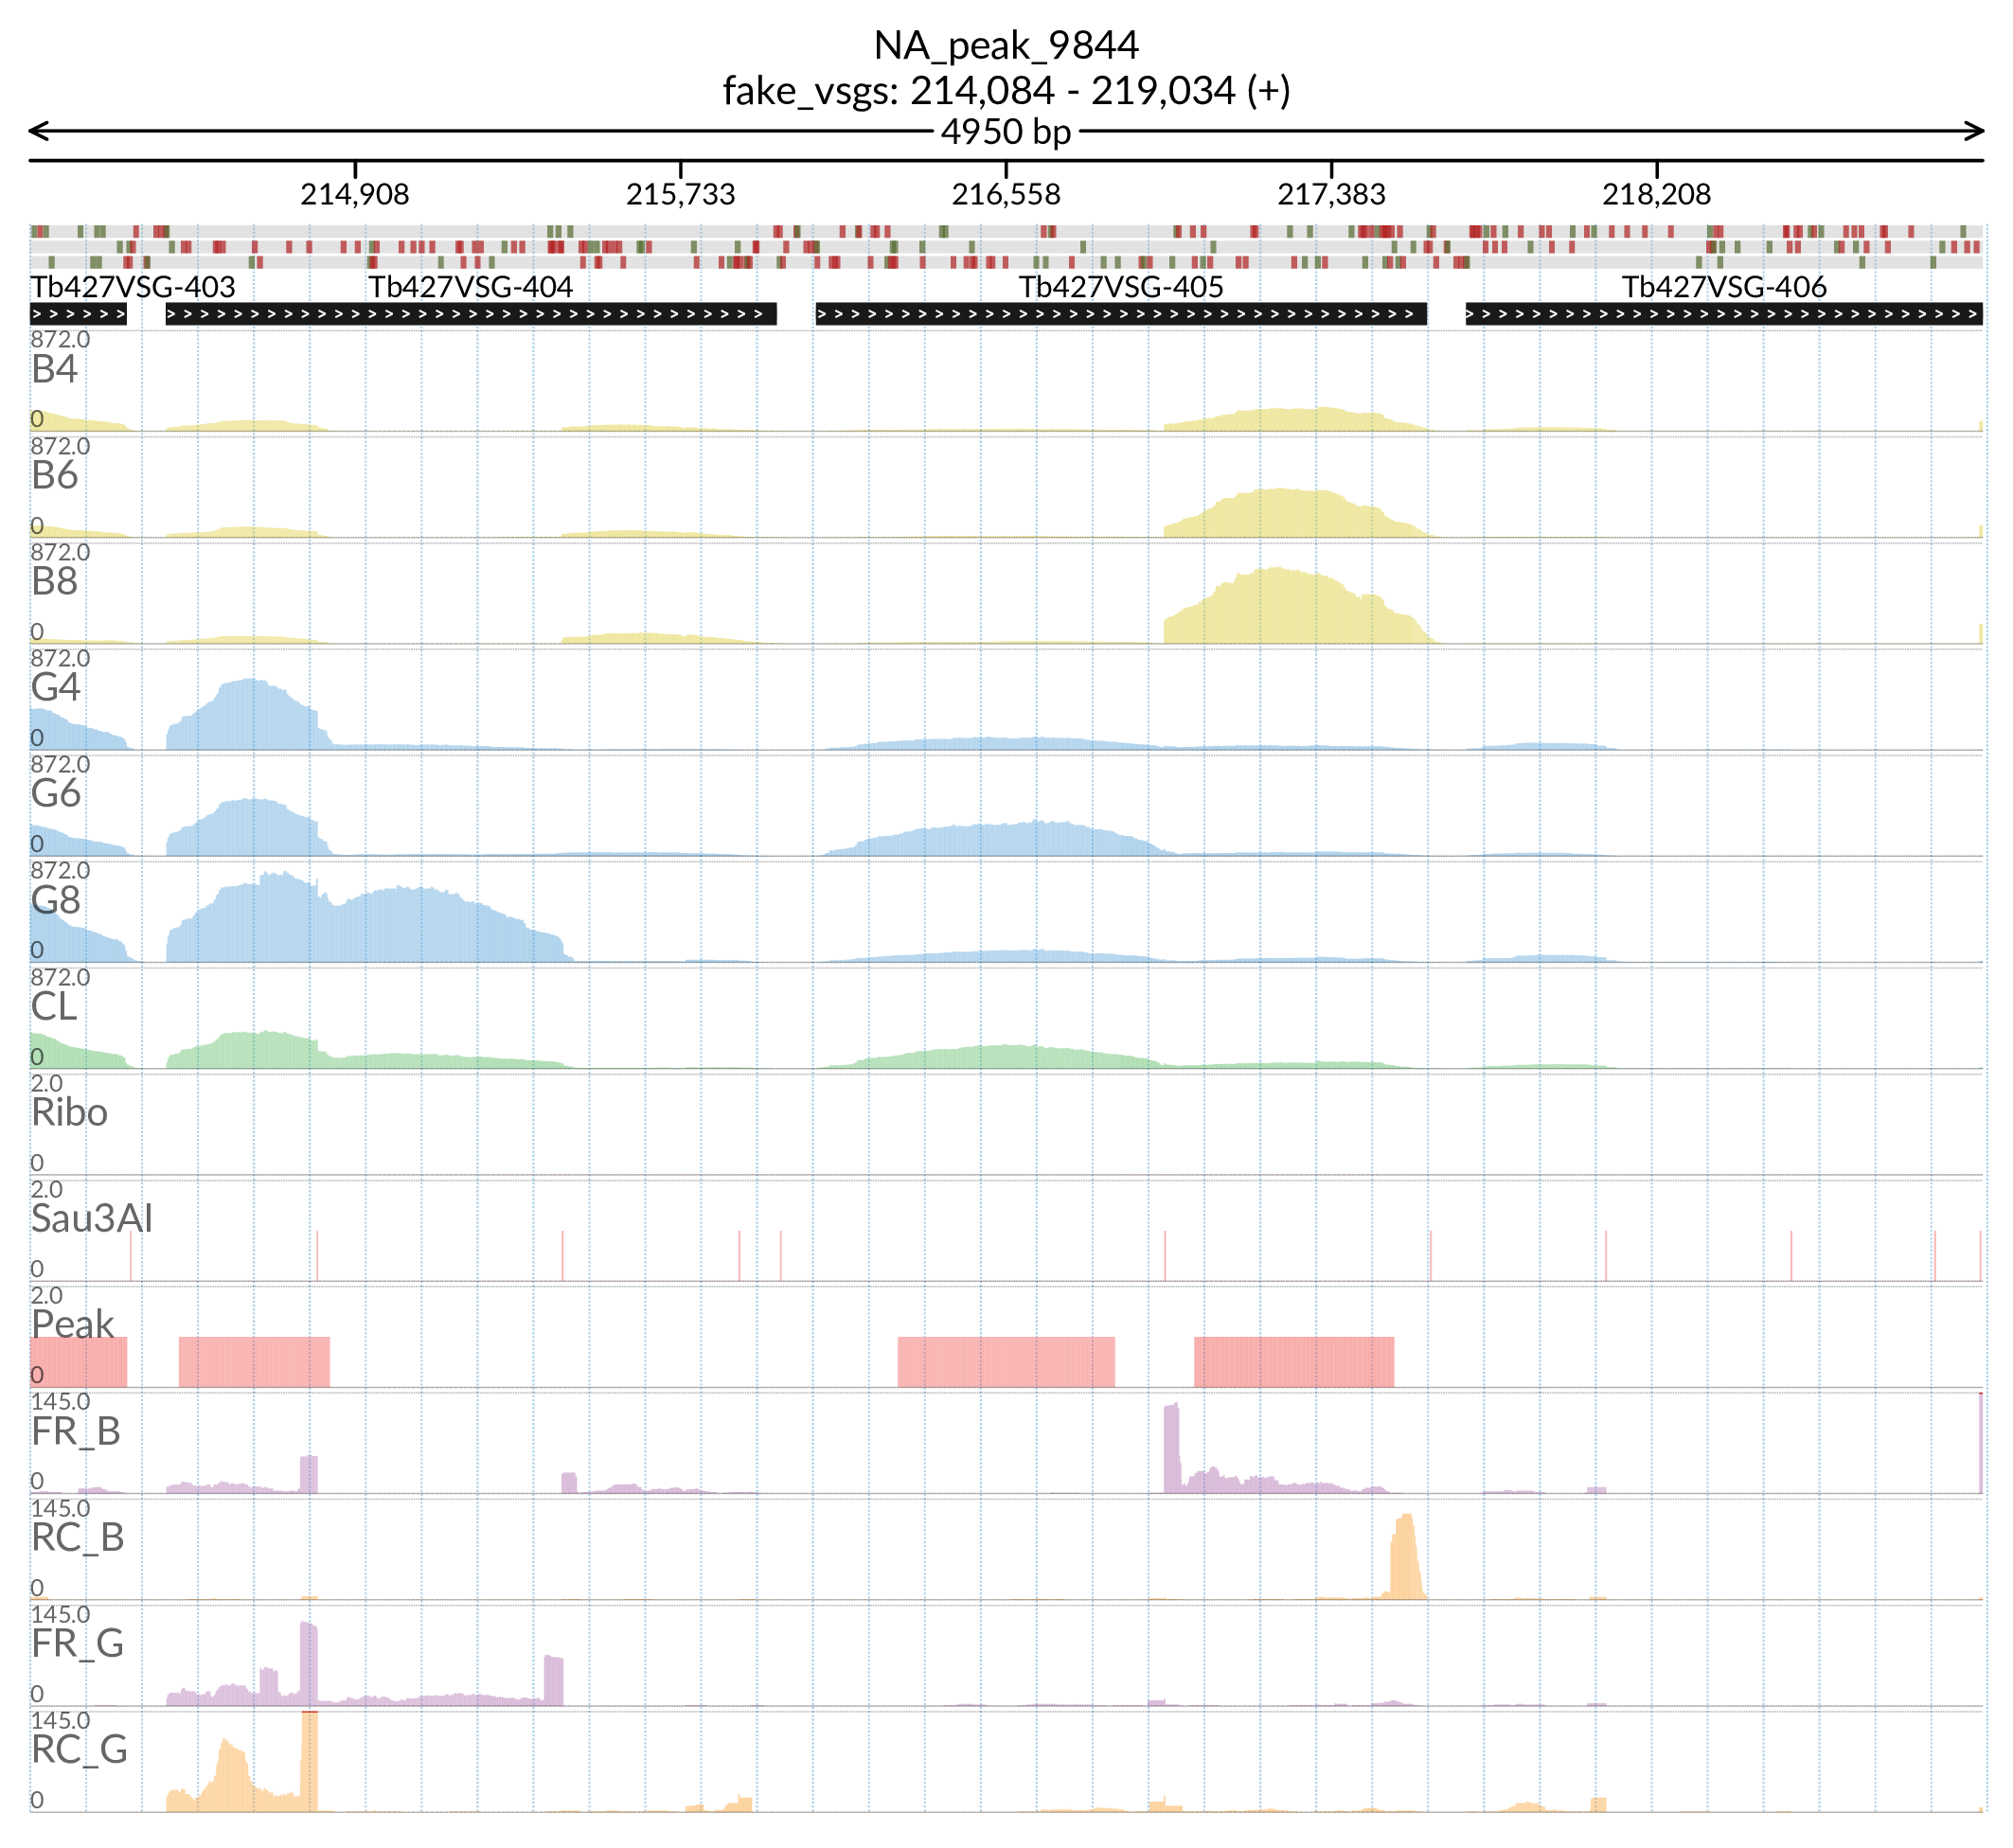 NA_peak_9844
fake_vsgs: 214,084 - 219,034 (+)
4950 bp
214,908 215,733 216,558 217,383 218,208
Tb427VSG-403 Tb427VSG-404 Tb427VSG-405 Tb427VSG-406
872.0
B4
0
872.0
B6
0
872.0
B8
0
872.0
G4
0
872.0
G6
0
872.0
G8
0
872.0
CL
0
2.0
Ribo
0
2.0
Sau3AI
0
2.0
Peak
0
145.0
FR_B
0
145.0
RC_B
0
145.0
FR_G
0
145.0
RC_G
0